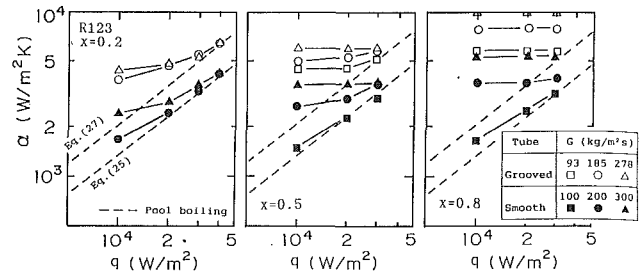 10⁴
R123
x=0.2
5
α (W/m²K)
2
10³
Eq.(27)
Eq.(25)
Pool boiling
x=0.5
x=0.8
Tube G (kg/m²s)
93 185 278
Grooved □ ○ △
100 200 300
Smooth ■ ● ▲
10⁴ 2 5
10⁴ 2 5
10⁴ 2 5
q (W/m²)
q (W/m²)
q (W/m²)